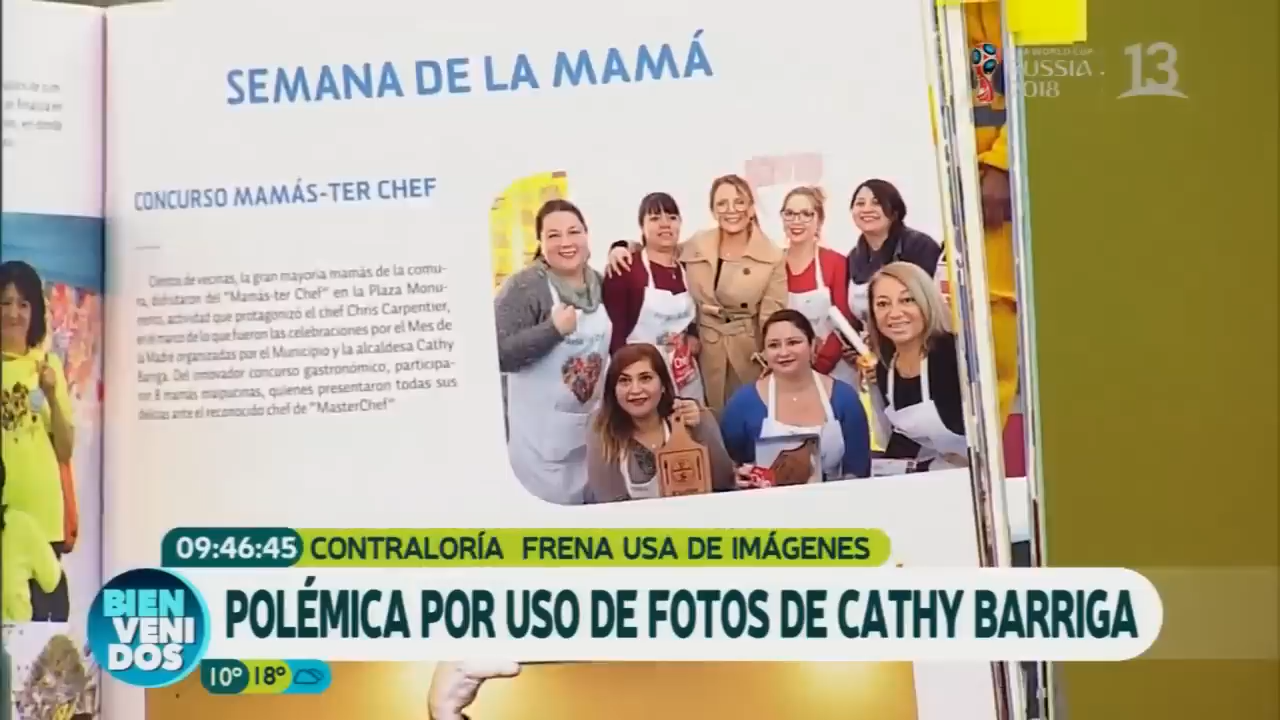 SEMANA DE LA MAMÁ
CONCURSO MAMÁS-TER CHEF
Cientos de vecinas, la gran mayoría mamás de la comu-
na, disfrutaron del "Mamás-ter Chef" en la Plaza Monu-
mento, actividad que protagonizó el chef Chris Carpentier,
en el marco de lo que fueron las celebraciones por el Mes de
la Madre organizadas por el Municipio y la alcaldesa Cathy
Barriga. Del innovador concurso gastronómico, participa-
ron 8 mamás maipucinas, quienes presentaron todas sus
delicias ante el reconocido chef de "MasterChef"
WORLD CUP
RUSSIA
2018
13
09:46:45 CONTRALORÍA FRENA USA DE IMÁGENES
BIEN
VENI
DOS
POLÉMICA POR USO DE FOTOS DE CATHY BARRIGA
10° 18°